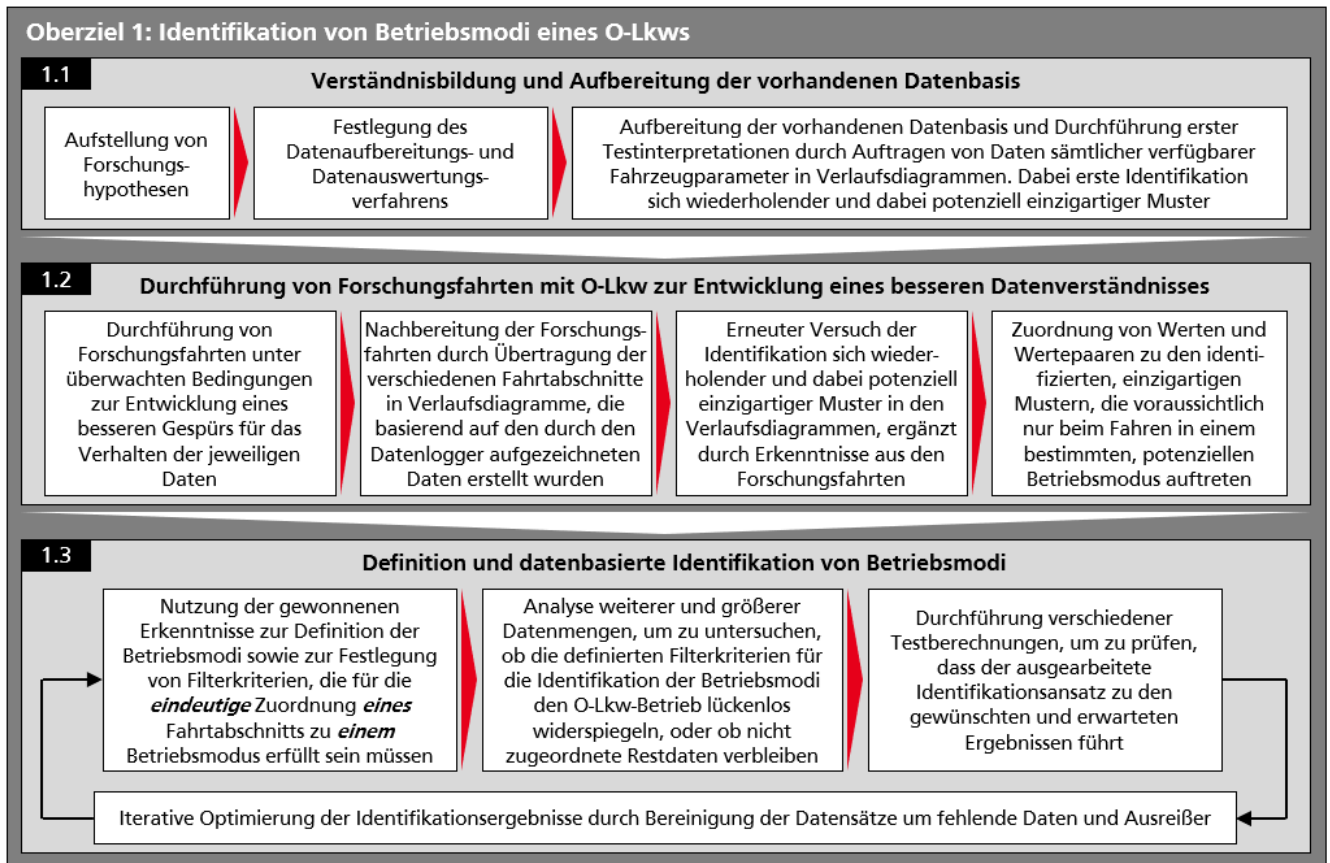 Oberziel 1: Identifikation von Betriebsmodi eines O-Lkws
1.1
Verständnisbildung und Aufbereitung der vorhandenen Datenbasis
Aufstellung von
Forschungs-
hypothesen
Festlegung des
Datenaufbereitungs- und
Datenauswertungs-
verfahrens
Aufbereitung der vorhandenen Datenbasis und Durchführung erster
Testinterpretationen durch Auftragen von Daten sämtlicher verfügbarer
Fahrzeugparameter in Verlaufsdiagrammen. Dabei erste Identifikation
sich wiederholender und dabei potenziell einzigartiger Muster
1.2
Durchführung von Forschungsfahrten mit O-Lkw zur Entwicklung eines besseren Datenverständnisses
Durchführung von
Forschungsfahrten unter
überwachten Bedingungen
zur Entwicklung eines
besseren Gespürs für das
Verhalten der jeweiligen
Daten
Nachbereitung der Forschungs-
fahrten durch Übertragung der
verschiedenen Fahrtabschnitte
in Verlaufsdiagramme, die
basierend auf den durch den
Datenlogger aufgezeichneten
Daten erstellt wurden
Erneuter Versuch der
Identifikation sich wieder-
holender und dabei potenziell
einzigartiger Muster in den
Verlaufsdiagrammen, ergänzt
durch Erkenntnisse aus den
Forschungsfahrten
Zuordnung von Werten und
Wertepaaren zu den identi-
fizierten, einzigartigen
Mustern, die voraussichtlich
nur beim Fahren in einem
bestimmten, potenziellen
Betriebsmodus auftreten
1.3
Definition und datenbasierte Identifikation von Betriebsmodi
Nutzung der gewonnenen
Erkenntnisse zur Definition der
Betriebsmodi sowie zur Festlegung
von Filterkriterien, die für die
eindeutige Zuordnung eines
Fahrtabschnitts zu einem
Betriebsmodus erfüllt sein müssen
Analyse weiterer und größerer
Datenmengen, um zu untersuchen,
ob die definierten Filterkriterien für
die Identifikation der Betriebsmodi
den O-Lkw-Betrieb lückenlos
widerspiegeln, oder ob nicht
zugeordnete Restdaten verbleiben
Durchführung verschiedener
Testberechnungen, um zu prüfen,
dass der ausgearbeitete
Identifikationsansatz zu den
gewünschten und erwarteten
Ergebnissen führt
Iterative Optimierung der Identifikationsergebnisse durch Bereinigung der Datensätze um fehlende Daten und Ausreißer